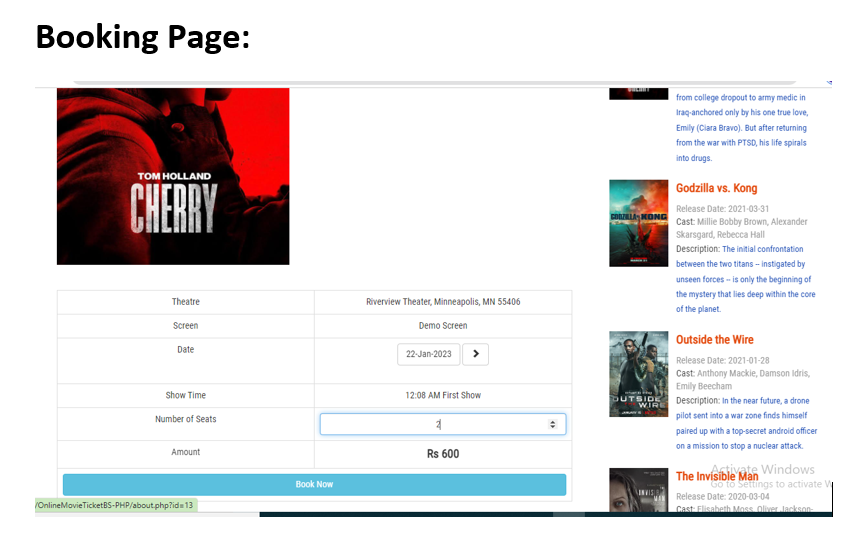 Booking Page:
TOM HOLLAND
CHERRY
Theatre Riverview Theater, Minneapolis, MN 55406
Screen Demo Screen
Date 22-Jan-2023
Show Time 12:08 AM First Show
Number of Seats 2
Amount Rs 600
Book Now
/OnlineMovieTicketBS-PHP/about.php?id=13
from college dropout to army medic in
Iraq-anchored only by his one true love,
Emily (Ciara Bravo). But after returning
from the war with PTSD, his life spirals
into drugs.
GODZILLA KONG
Godzilla vs. Kong
Release Date: 2021-03-31
Cast: Millie Bobby Brown, Alexander
Skarsgard, Rebecca Hall
Description: The initial confrontation
between the two titans -- instigated by
unseen forces -- is only the beginning of
the mystery that lies deep within the core
of the planet.
OUTSIDE
THE WIRE
Outside the Wire
Release Date: 2021-01-28
Cast: Anthony Mackie, Damson Idris,
Emily Beecham
Description: In the near future, a drone
pilot sent into a war zone finds himself
paired up with a top-secret android officer
on a mission to stop a nuclear attack.
INVISIBLE
MAN
The Invisible Man
Release Date: 2020-03-04
Cast: Elisabeth Moss, Oliver Jackson-
Activate Windows
Go to Settings to activate W